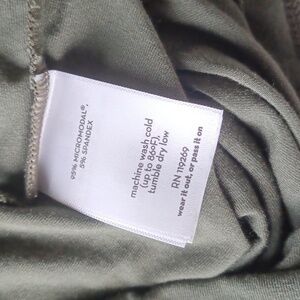 95% MICROMODAL®,
5% SPANDEX
machine wash cold
(up to 86°F),
tumble dry low
RN 119269
wear it out, or pass it on